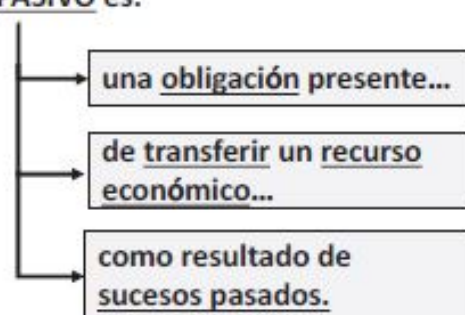 PASIVO es:
una obligación presente...
de transferir un recurso
económico...
como resultado de
sucesos pasados.